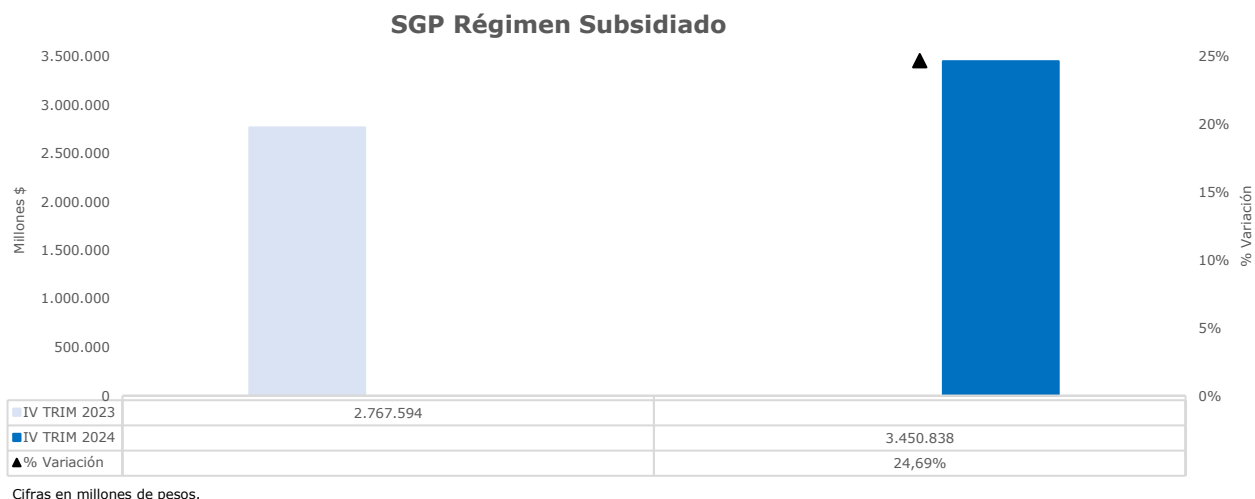 SGP Régimen Subsidiado
3.500.000
3.000.000
2.500.000
2.000.000
1.500.000
1.000.000
500.000
0
Millones $
25%
20%
15%
10%
5%
0%
% Variación
IV TRIM 2023 2.767.594
IV TRIM 2024 3.450.838
% Variación 24,69%
Cifras en millones de pesos.